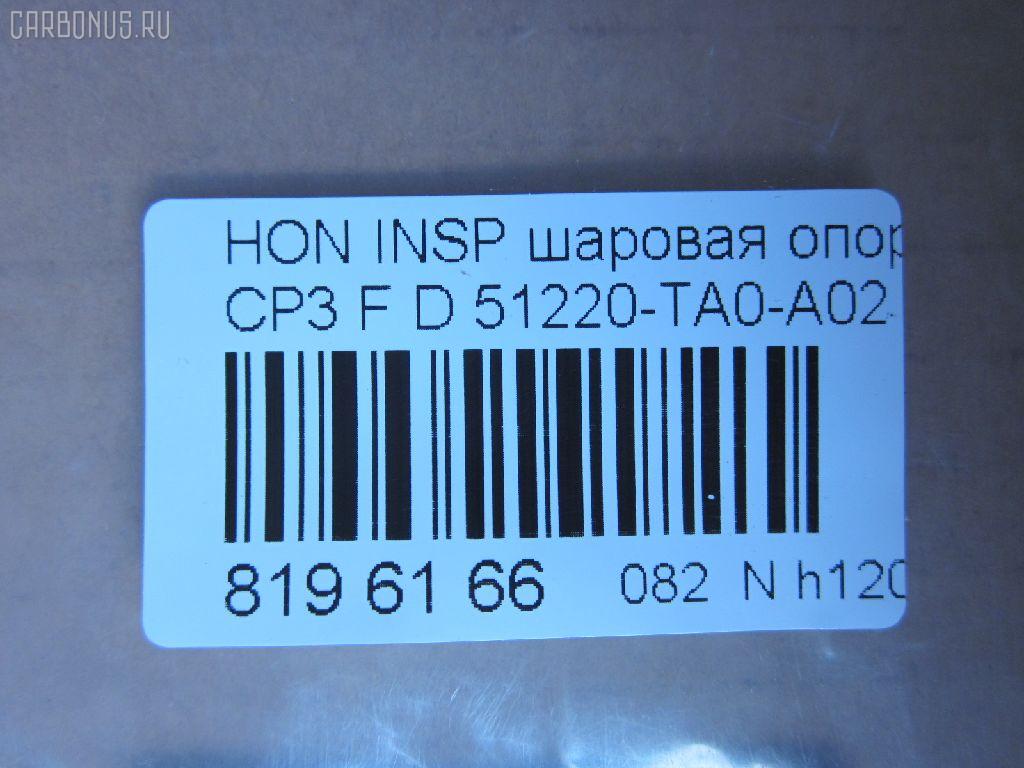 CARBONUS.RU
HON INSP шаровая опор
CP3 F D 51220-TA0-A02
819 61 66 082 N h120